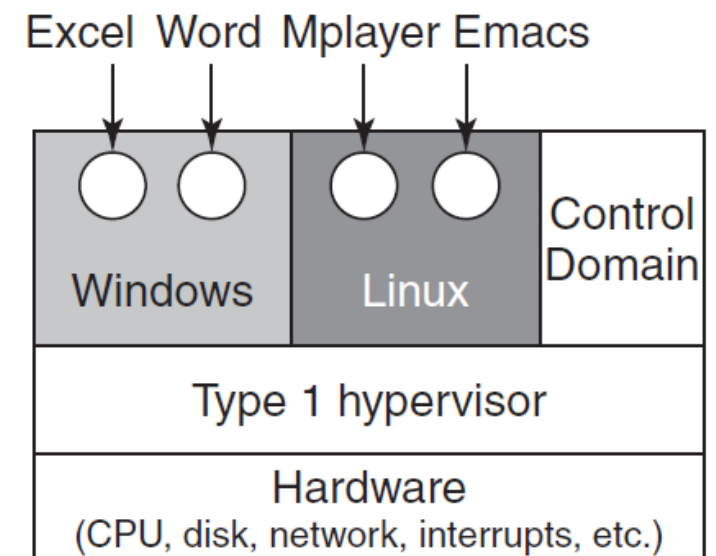 Excel Word Mplayer Emacs
Windows
Linux
Control
Domain
Type 1 hypervisor
Hardware
(CPU, disk, network, interrupts, etc.)